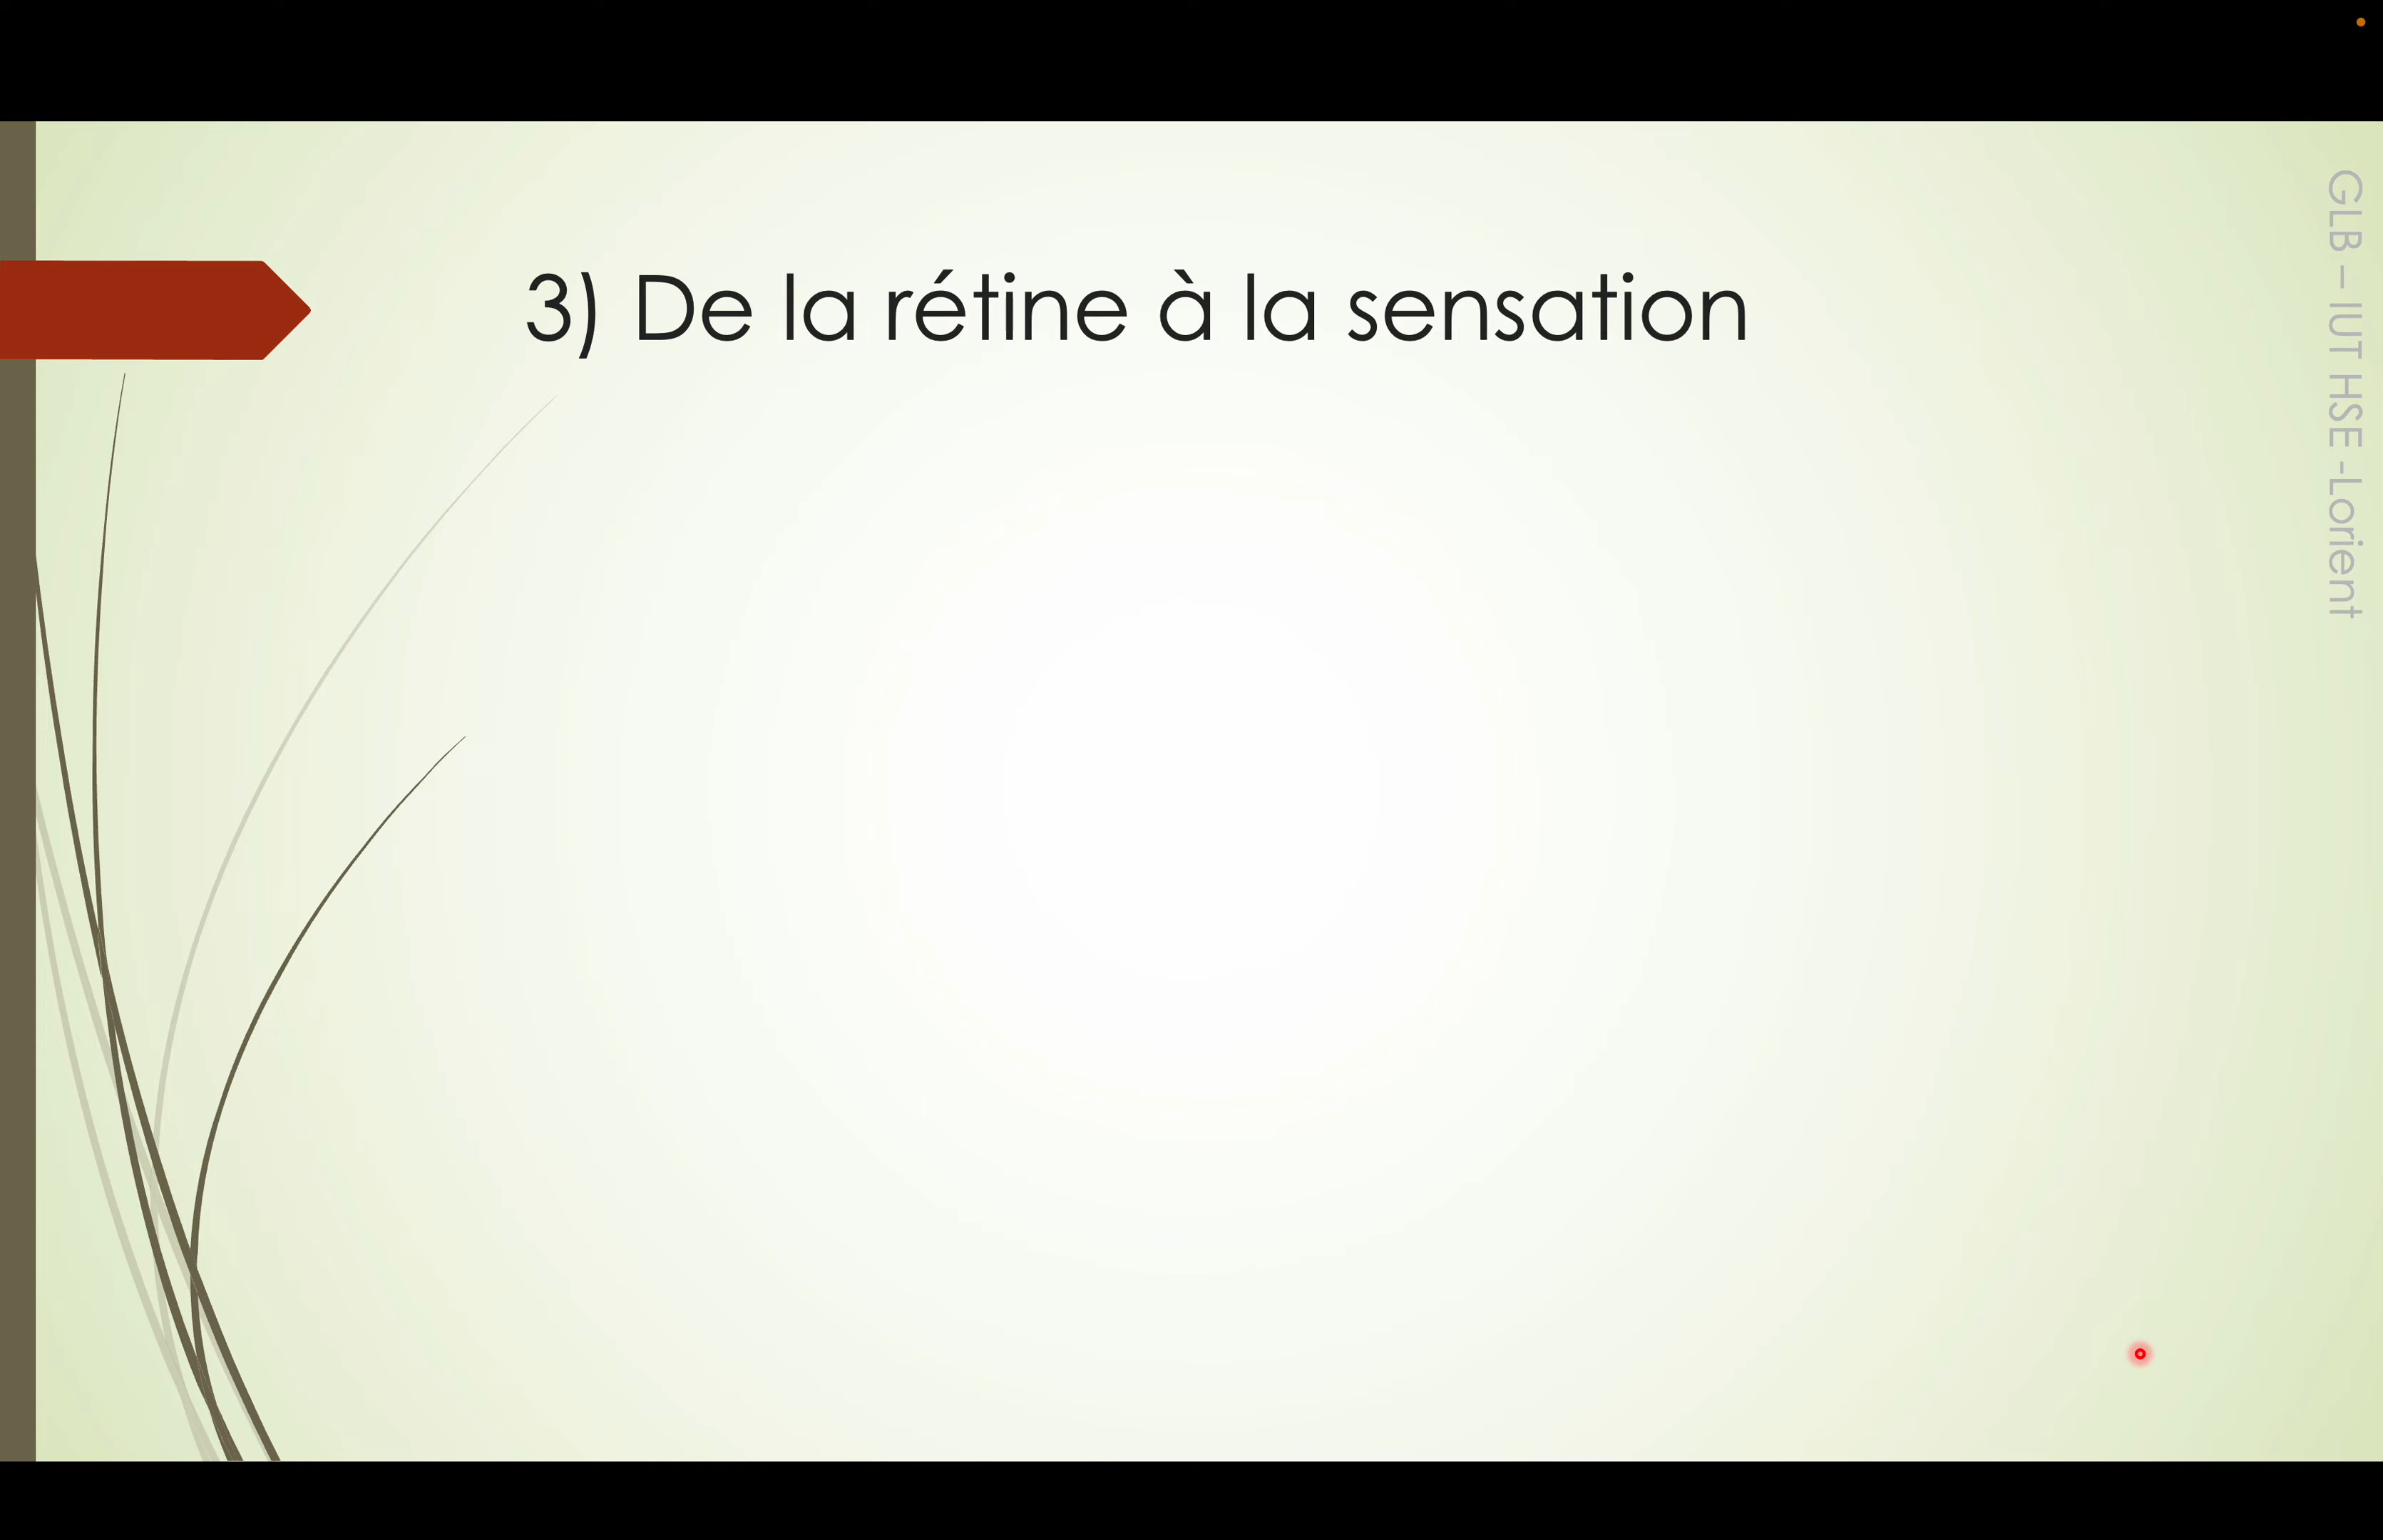 3) De la rétine à la sensation
GLB – IUT HSE -Lorient